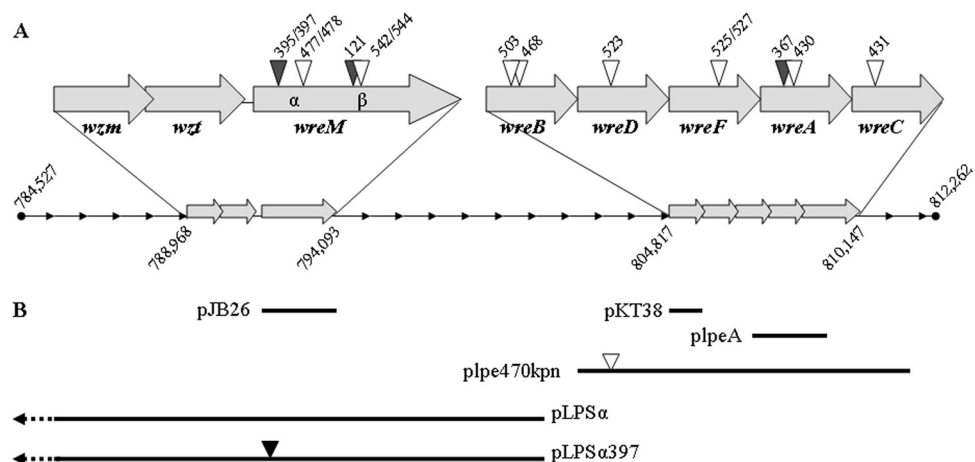 A
395/397 477/478 121 542/544 503 468 523 525/527 367 430 431
α β
wzm wzt wreM wreB wreD wreF wreA wreC
784,527 812,262
788,968 794,093 804,817 810,147
B pJB26 pKT38
plpeA
plpe470kpn
pLPSα
pLPSα397